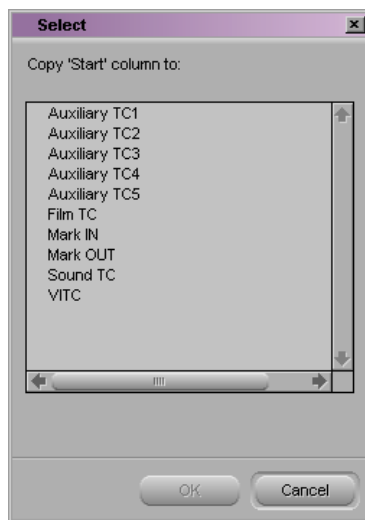 Select
Copy 'Start' column to:
Auxiliary TC1
Auxiliary TC2
Auxiliary TC3
Auxiliary TC4
Auxiliary TC5
Film TC
Mark IN
Mark OUT
Sound TC
VITC
OK
Cancel